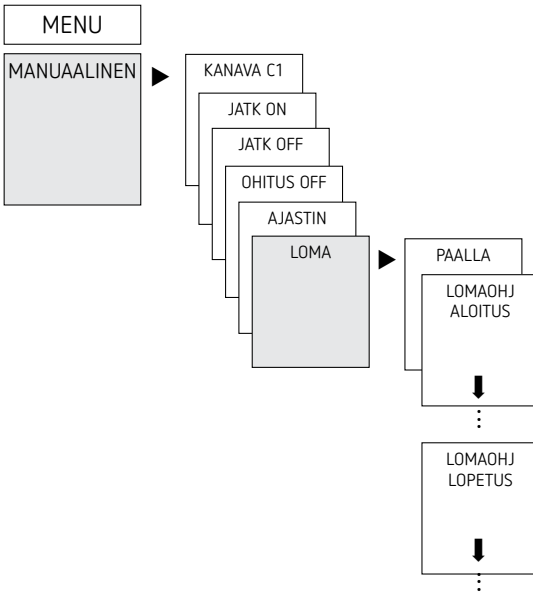 MENU
MANUAALINEN
KANAVA C1
JATK ON
JATK OFF
OHITUS OFF
AJASTIN
LOMA
PAALLA
LOMAOHJ
ALOITUS
LOMAOHJ
LOPETUS